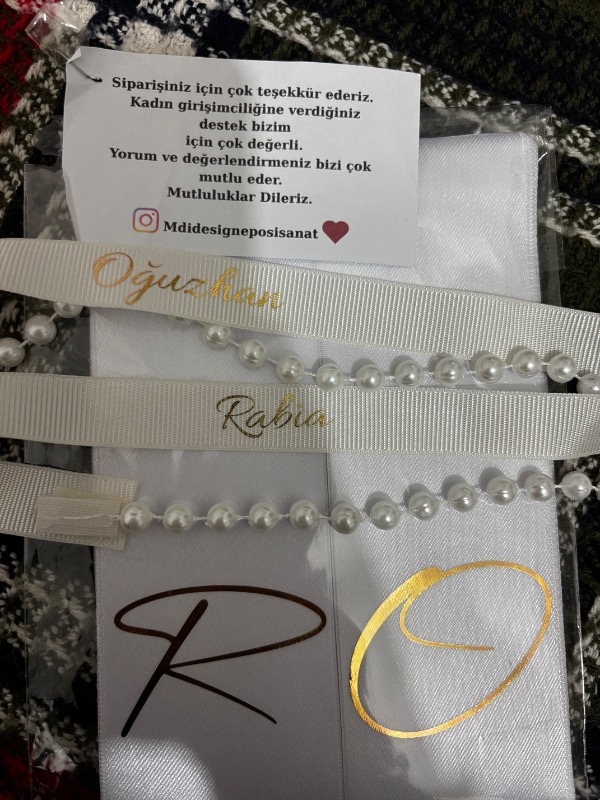 Siparişiniz için çok teşekkür ederiz.
Kadın girişimciliğine verdiğiniz
destek bizim
için çok değerli.
Yorum ve değerlendirmeniz bizi çok
mutlu eder.
Mutluluklar Dileriz.
Mdidesigneposisanat
Oğuzhan
Rabia
R O